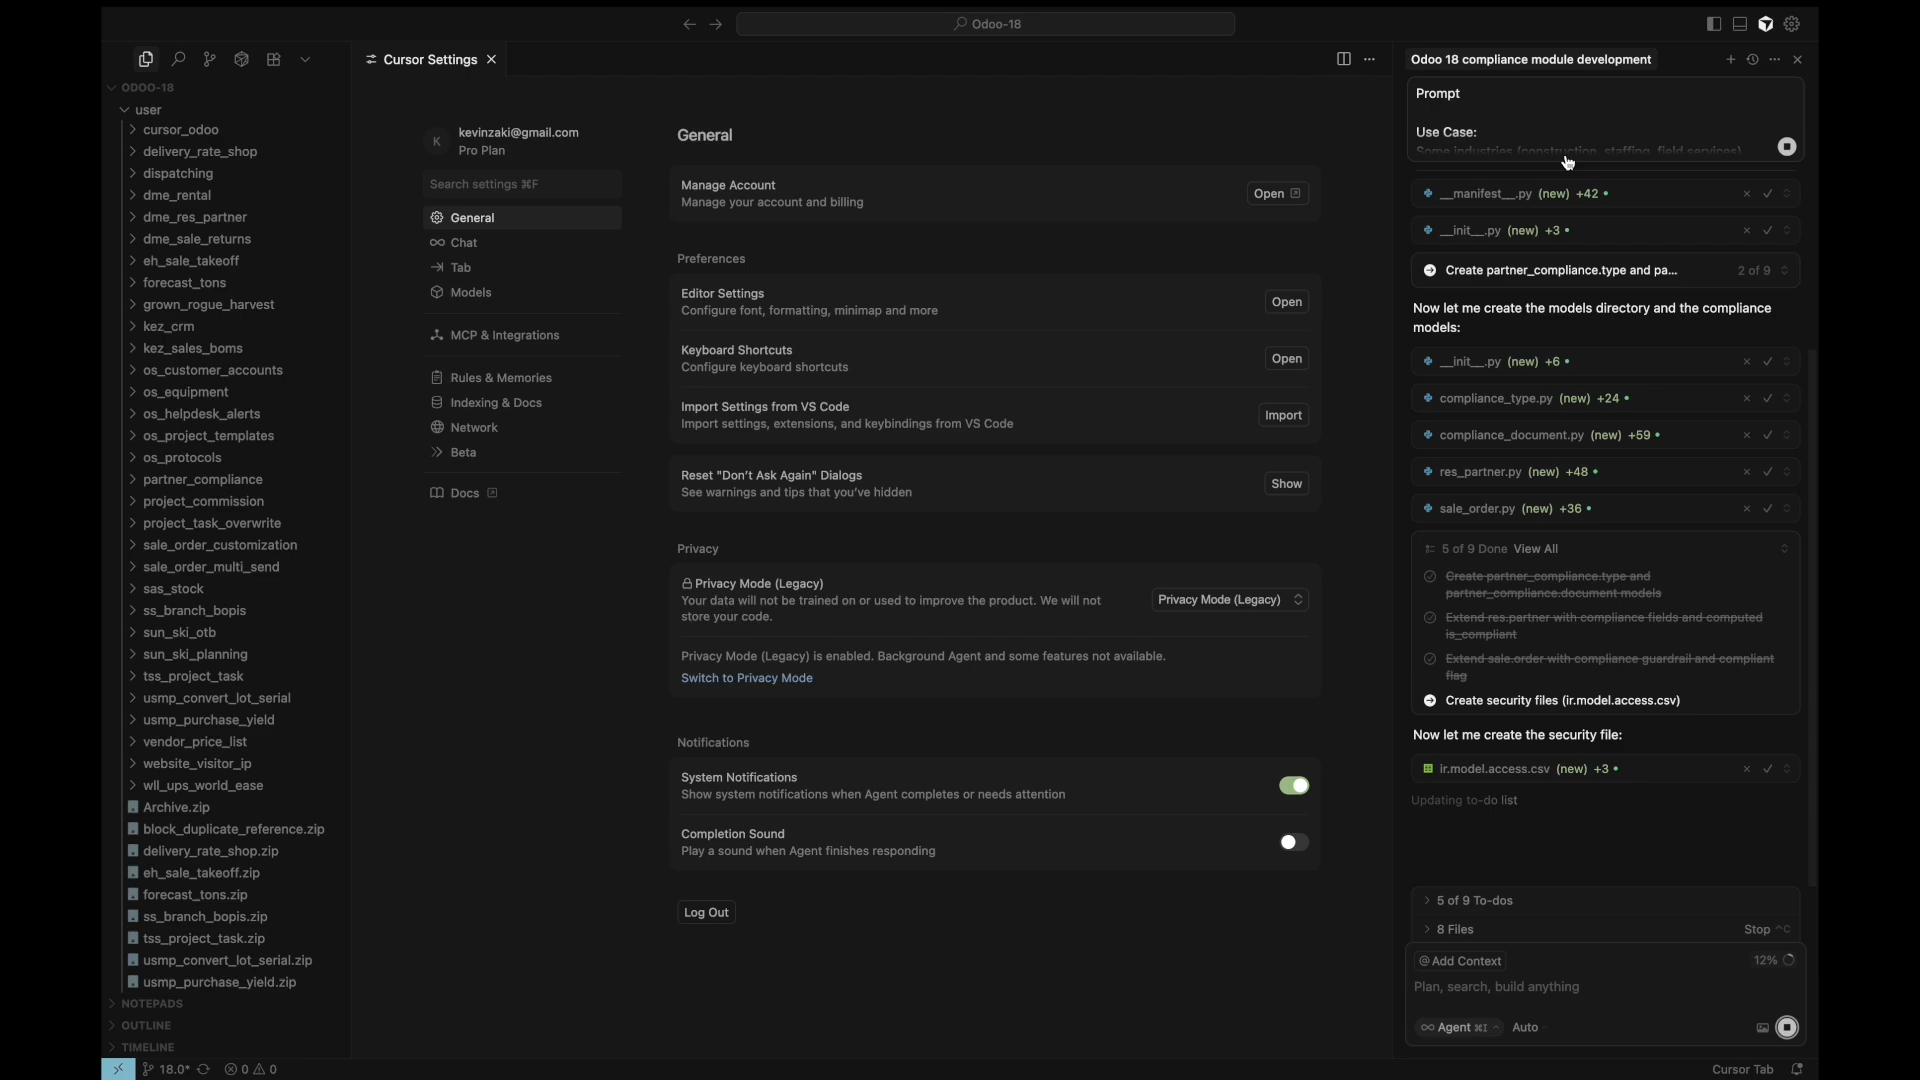 Odoo-18
Cursor Settings
Odoo 18 compliance module development
ODOO-18
user
cursor_odoo
delivery_rate_shop
dispatching
dme_rental
dme_res_partner
dme_sale_returns
eh_sale_takeoff
forecast_tons
grown_rogue_harvest
kez_crm
kez_sales_boms
os_customer_accounts
os_equipment
os_helpdesk_alerts
os_project_templates
os_protocols
partner_compliance
project_commission
project_task_overwrite
sale_order_customization
sale_order_multi_send
sas_stock
ss_branch_bopis
sun_ski_otb
sun_ski_planning
tss_project_task
usmp_convert_lot_serial
usmp_purchase_yield
vendor_price_list
website_visitor_ip
wll_ups_world_ease
Archive.zip
block_duplicate_reference.zip
delivery_rate_shop.zip
eh_sale_takeoff.zip
forecast_tons.zip
ss_branch_bopis.zip
tss_project_task.zip
usmp_convert_lot_serial.zip
usmp_purchase_yield.zip
NOTEPADS
OUTLINE
TIMELINE
K
kevinzaki@gmail.com
Pro Plan
Search settings ⌘F
General
Chat
Tab
Models
MCP & Integrations
Rules & Memories
Indexing & Docs
Network
Beta
Docs
General
Manage Account
Manage your account and billing
Open
Preferences
Editor Settings
Configure font, formatting, minimap and more
Open
Keyboard Shortcuts
Configure keyboard shortcuts
Open
Import Settings from VS Code
Import settings, extensions, and keybindings from VS Code
Import
Reset "Don't Ask Again" Dialogs
See warnings and tips that you've hidden
Show
Privacy
Privacy Mode (Legacy)
Your data will not be trained on or used to improve the product. We will not
store your code.
Privacy Mode (Legacy)
Privacy Mode (Legacy) is enabled. Background Agent and some features not available.
Switch to Privacy Mode
Notifications
System Notifications
Show system notifications when Agent completes or needs attention
Completion Sound
Play a sound when Agent finishes responding
Log Out
Prompt
Use Case:
Some industries (construction, staffing, field services)
__manifest__.py (new) +42
__init__.py (new) +3
Create partner_compliance.type and pa... 2 of 9
Now let me create the models directory and the compliance
models:
__init__.py (new) +6
compliance_type.py (new) +24
compliance_document.py (new) +59
res_partner.py (new) +48
sale_order.py (new) +36
5 of 9 Done View All
Create partner_compliance.type and
partner_compliance.document models
Extend res.partner with compliance fields and computed
is_compliant
Extend sale.order with compliance guardrail and compliant
flag
Create security files (ir.model.access.csv)
Now let me create the security file:
ir.model.access.csv (new) +3
Updating to-do list
5 of 9 To-dos
8 Files Stop ^C
@ Add Context 12%
Plan, search, build anything
Agent ⌘I Auto
18.0* 0 0
Cursor Tab